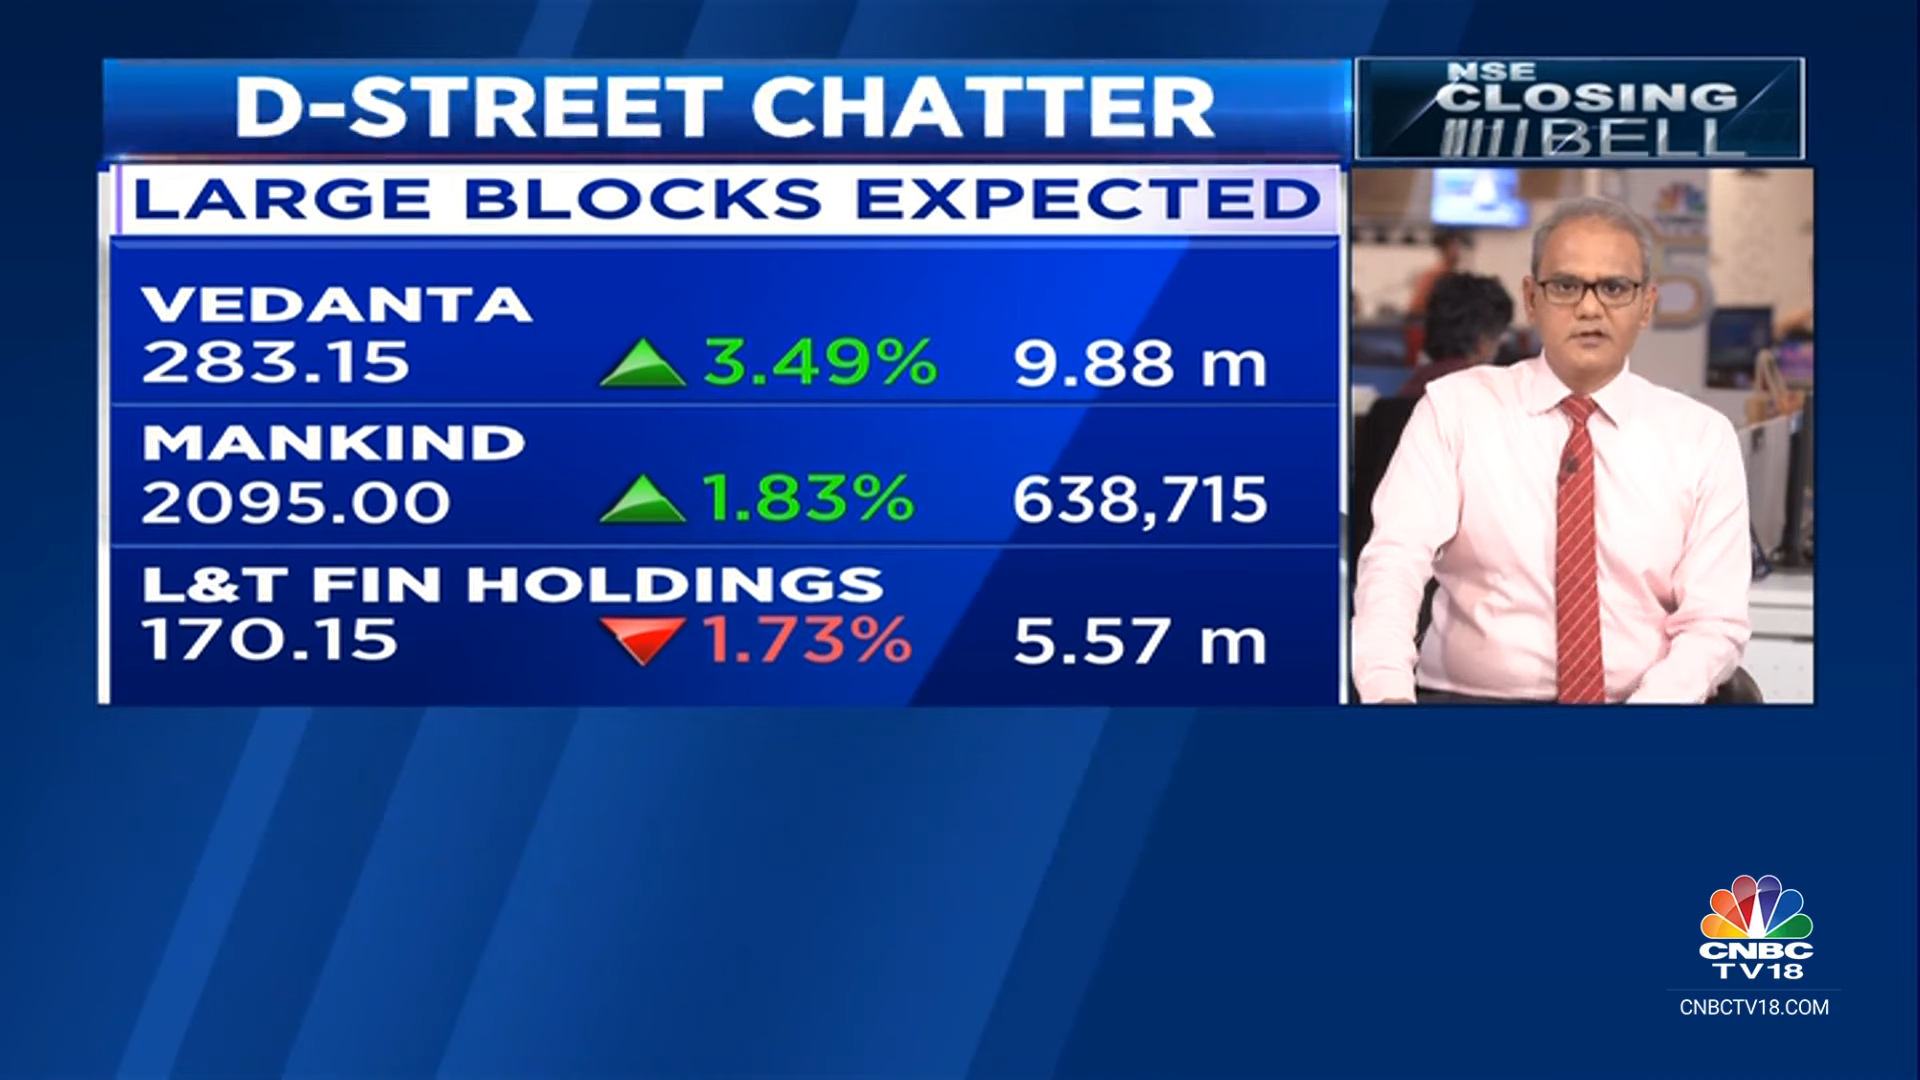 D-STREET CHATTER
NSE
CLOSING
BELL
LARGE BLOCKS EXPECTED
VEDANTA
283.15 3.49% 9.88 m
MANKIND
2095.00 1.83% 638,715
L&T FIN HOLDINGS
170.15 1.73% 5.57 m
CNBC
TV18
CNBCTV18.COM